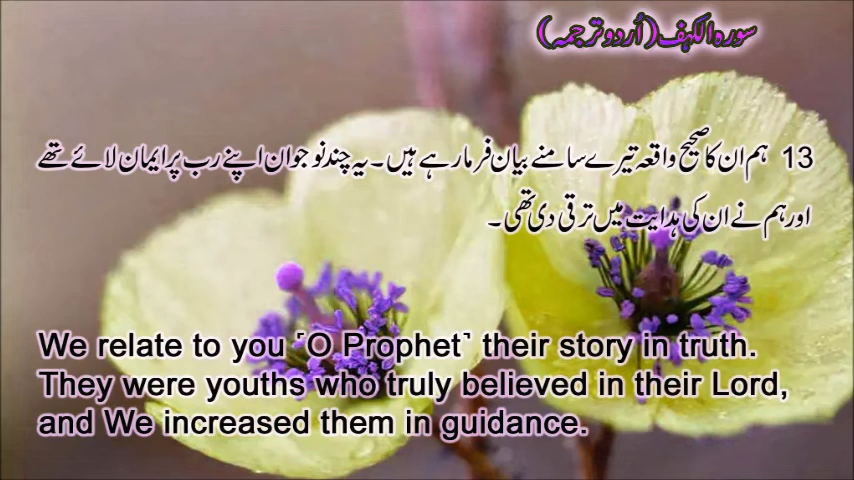 سورہ الکہف (اُردو ترجمہ)
13 ہم ان کا صحیح واقعہ تیرے سامنے بیان فرما رہے ہیں۔ یہ چند نوجوان اپنے رب پر ایمان لائے تھے
اور ہم نے ان کی ہدایت میں ترقی دی تھی۔
We relate to you ˹O Prophet˺ their story in truth.
They were youths who truly believed in their Lord,
and We increased them in guidance.